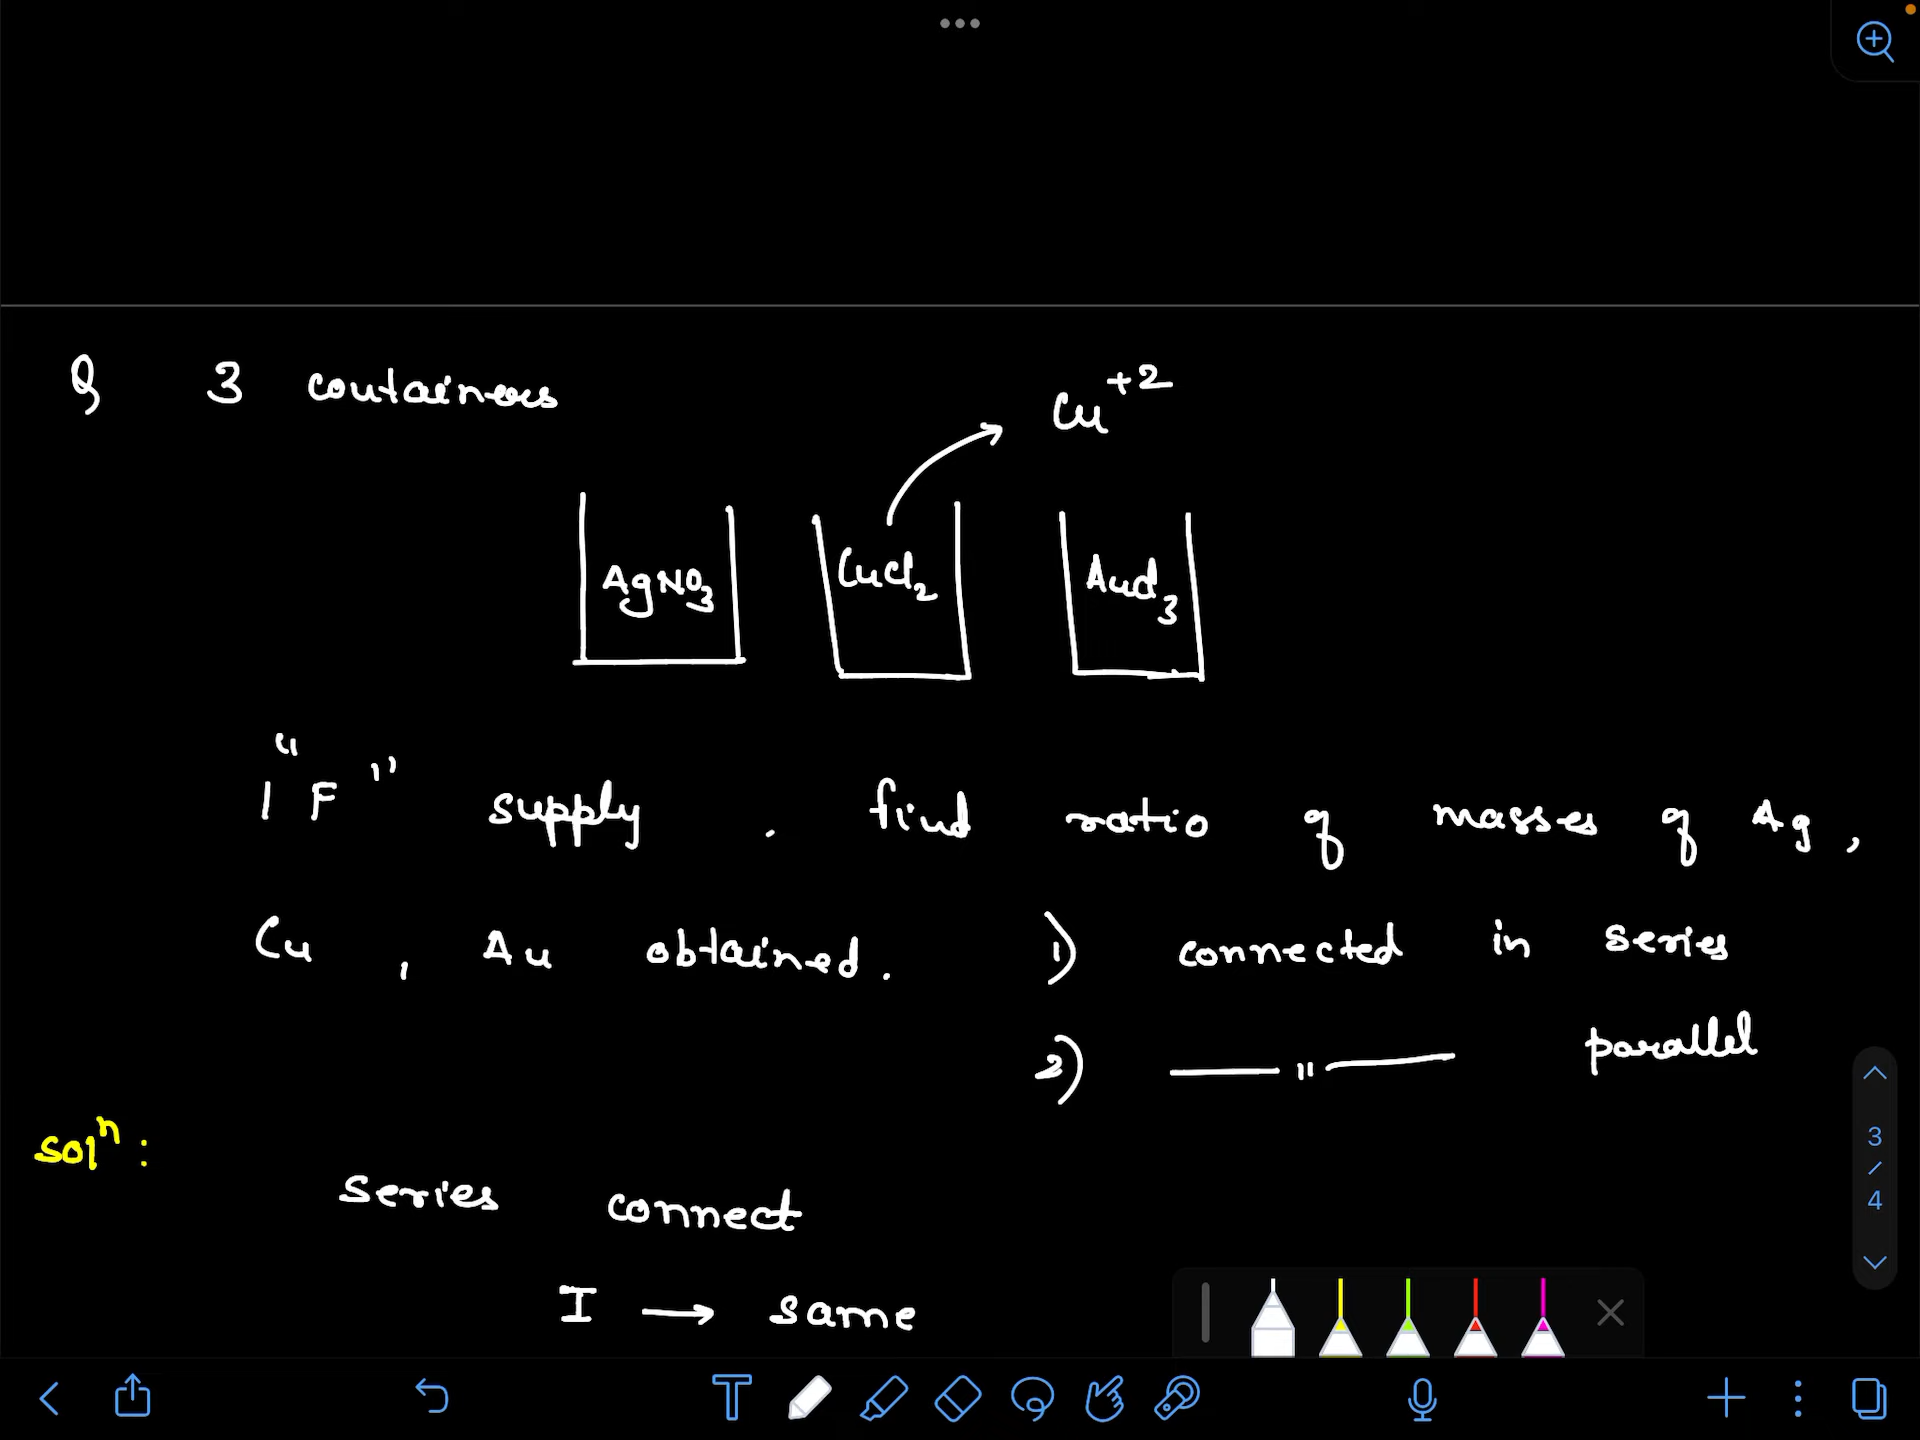 Q 3 containers
Cu⁺²
AgNO₃ CuCl₂ AuCl₃
1 "F" supply . find ratio of masses of Ag ,
Cu , Au obtained . 1) connected in series
2) —— " —— parallel
Solⁿ :
Series connect
I → same
3
/
4
T